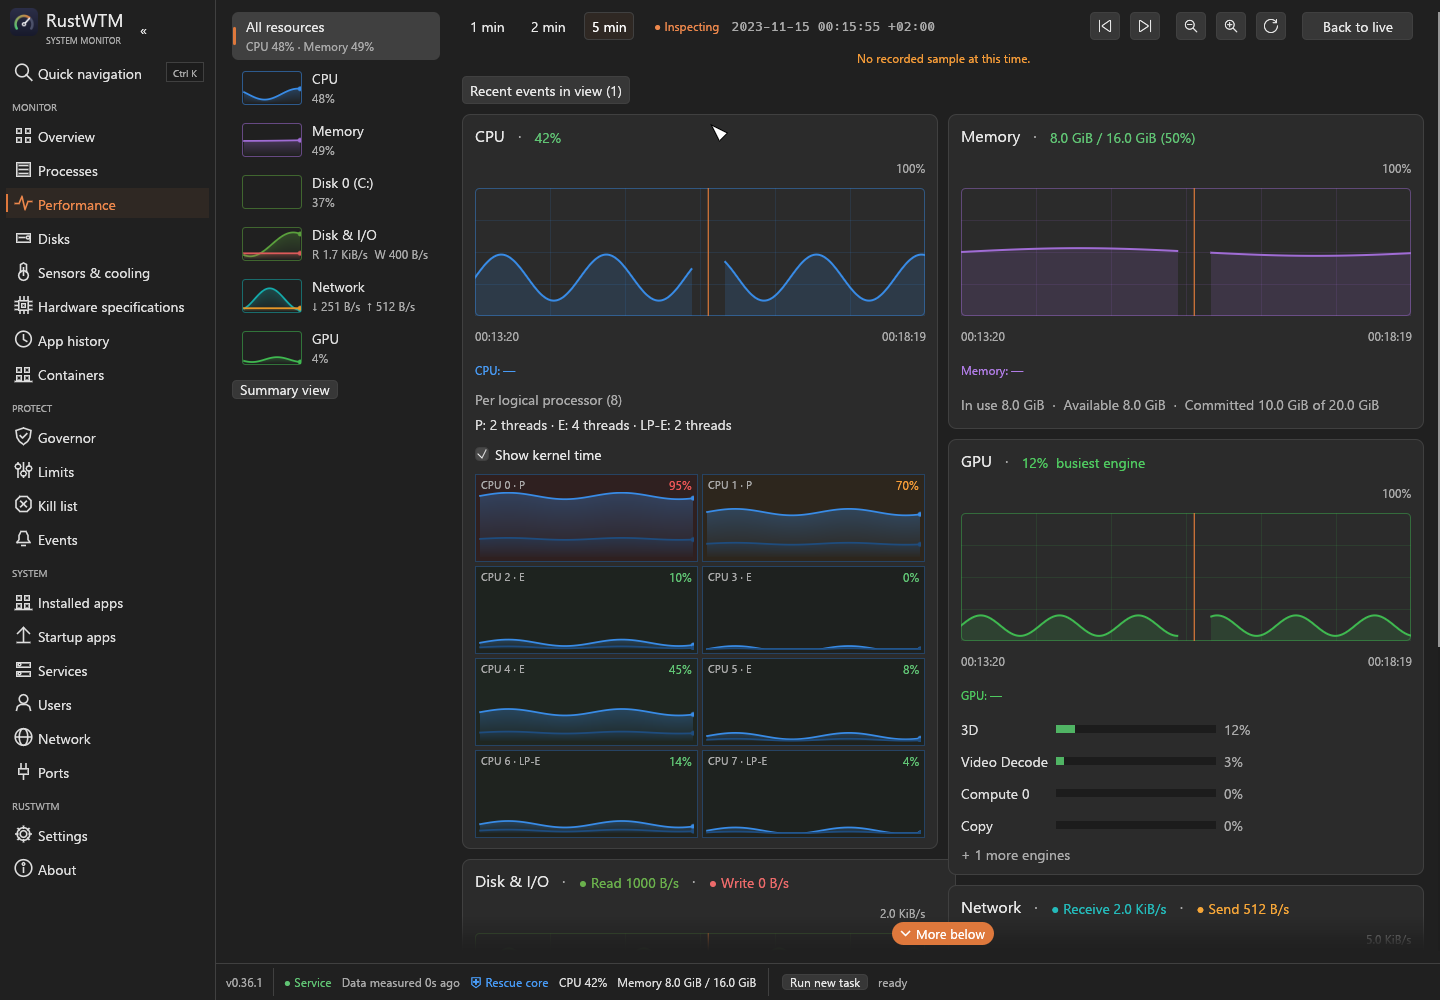 RustWTM
SYSTEM MONITOR
«
Quick navigation
Ctrl K
MONITOR
Overview
Processes
Performance
Disks
Sensors & cooling
Hardware specifications
App history
Containers
PROTECT
Governor
Limits
Kill list
Events
SYSTEM
Installed apps
Startup apps
Services
Users
Network
Ports
RUSTWTM
Settings
About
All resources
CPU 48% · Memory 49%
CPU
48%
Memory
49%
Disk 0 (C:)
37%
Disk & I/O
R 1.7 KiB/s W 400 B/s
Network
↓ 251 B/s ↑ 512 B/s
GPU
4%
Summary view
1 min
2 min
5 min
● Inspecting
2023-11-15 00:15:55 +02:00
Back to live
No recorded sample at this time.
Recent events in view (1)
CPU · 42%
100%
00:13:20
00:18:19
CPU: —
Per logical processor (8)
P: 2 threads · E: 4 threads · LP-E: 2 threads
Show kernel time
CPU 0 · P 95%
CPU 1 · P 70%
CPU 2 · E 10%
CPU 3 · E 0%
CPU 4 · E 45%
CPU 5 · E 8%
CPU 6 · LP-E 14%
CPU 7 · LP-E 4%
Disk & I/O · ● Read 1000 B/s · ● Write 0 B/s
2.0 KiB/s
Memory · 8.0 GiB / 16.0 GiB (50%)
100%
00:13:20
00:18:19
Memory: —
In use 8.0 GiB · Available 8.0 GiB · Committed 10.0 GiB of 20.0 GiB
GPU · 12% busiest engine
100%
00:13:20
00:18:19
GPU: —
3D 12%
Video Decode 3%
Compute 0 0%
Copy 0%
+ 1 more engines
Network · ● Receive 2.0 KiB/s · ● Send 512 B/s
5.0 KiB/s
More below
v0.36.1
● Service
Data measured 0s ago
Rescue core
CPU 42%
Memory 8.0 GiB / 16.0 GiB
Run new task
ready